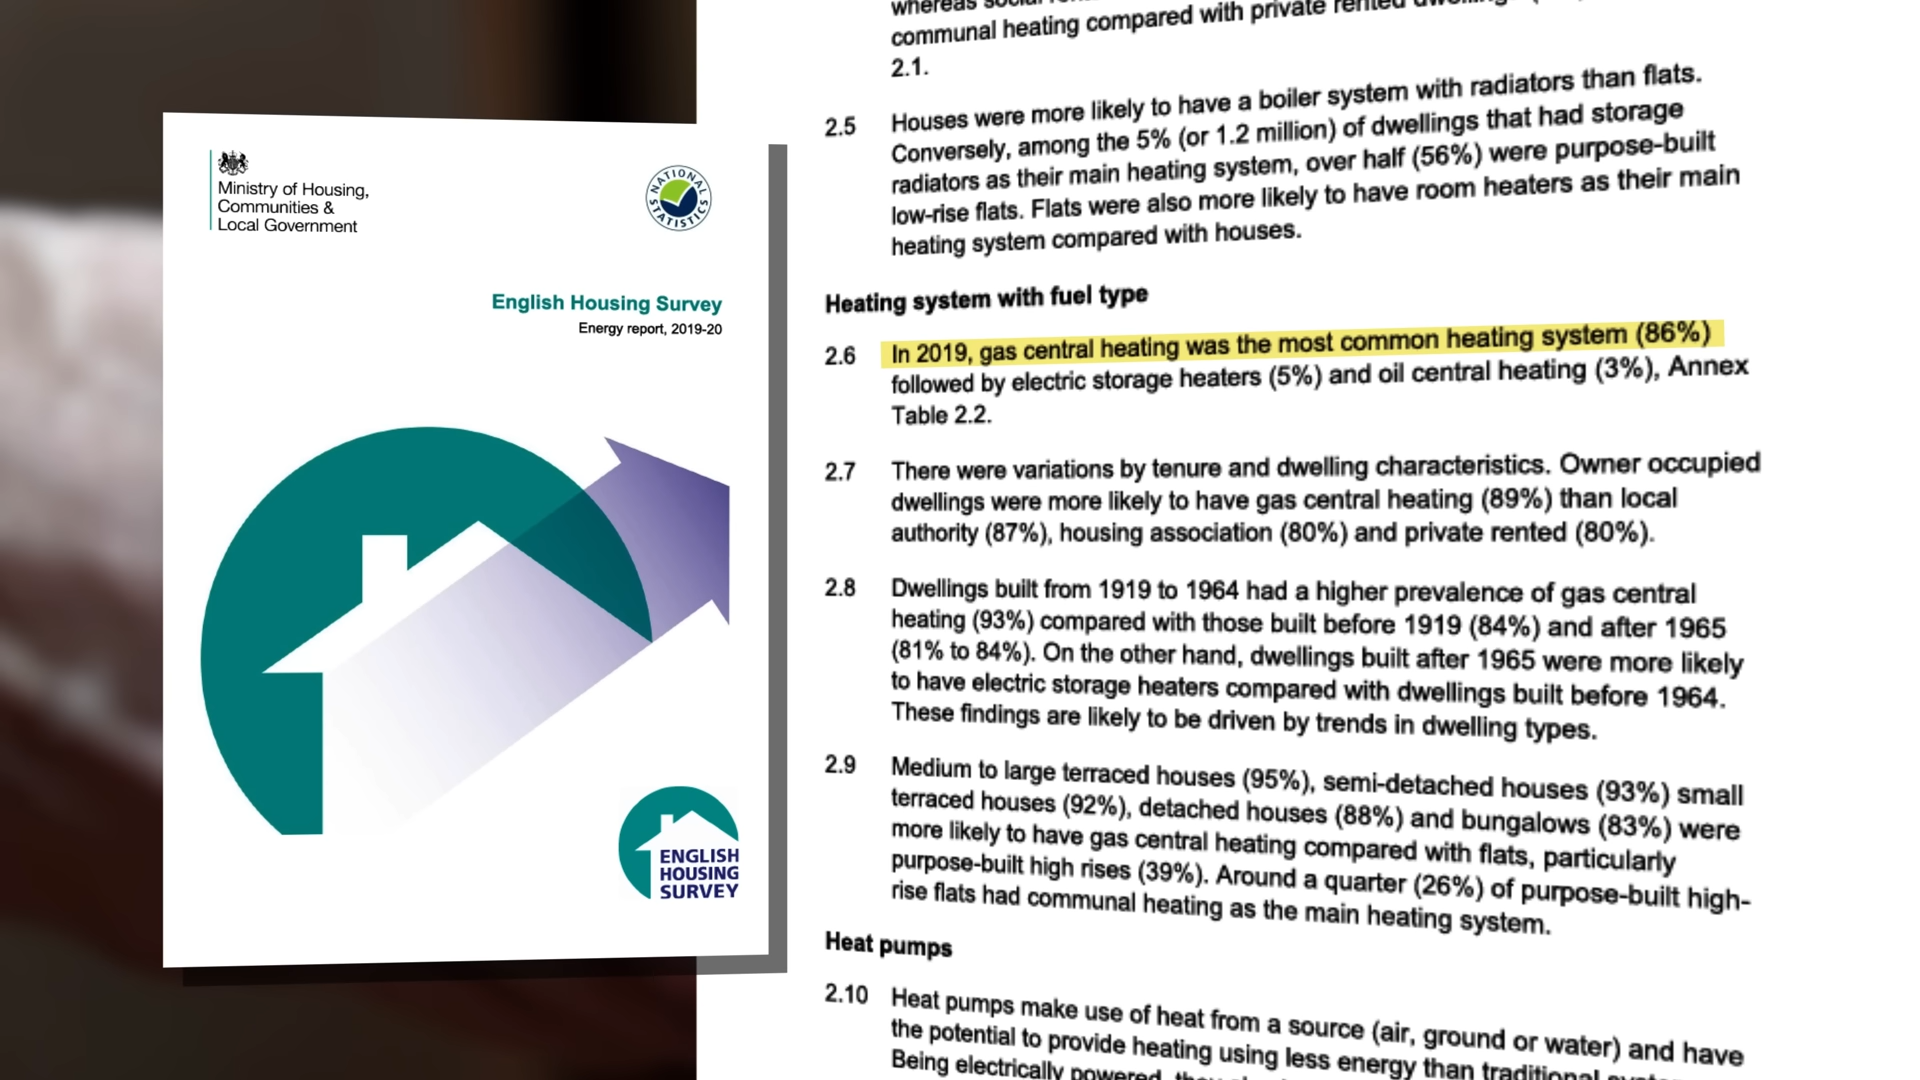 Ministry of Housing,
Communities &
Local Government
NATIONAL STATISTICS
English Housing Survey
Energy report, 2019-20
ENGLISH
HOUSING
SURVEY
whereas
communal heating compared with private rented
2.1.
2.5 Houses were more likely to have a boiler system with radiators than flats.
Conversely, among the 5% (or 1.2 million) of dwellings that had storage
radiators as their main heating system, over half (56%) were purpose-built
low-rise flats. Flats were also more likely to have room heaters as their main
heating system compared with houses.
Heating system with fuel type
2.6 In 2019, gas central heating was the most common heating system (86%)
followed by electric storage heaters (5%) and oil central heating (3%), Annex
Table 2.2.
2.7 There were variations by tenure and dwelling characteristics. Owner occupied
dwellings were more likely to have gas central heating (89%) than local
authority (87%), housing association (80%) and private rented (80%).
2.8 Dwellings built from 1919 to 1964 had a higher prevalence of gas central
heating (93%) compared with those built before 1919 (84%) and after 1965
(81% to 84%). On the other hand, dwellings built after 1965 were more likely
to have electric storage heaters compared with dwellings built before 1964.
These findings are likely to be driven by trends in dwelling types.
2.9 Medium to large terraced houses (95%), semi-detached houses (93%) small
terraced houses (92%), detached houses (88%) and bungalows (83%) were
more likely to have gas central heating compared with flats, particularly
purpose-built high rises (39%). Around a quarter (26%) of purpose-built high-
rise flats had communal heating as the main heating system.
Heat pumps
2.10 Heat pumps make use of heat from a source (air, ground or water) and have
the potential to provide heating using less energy than traditional
Being electrically powered,